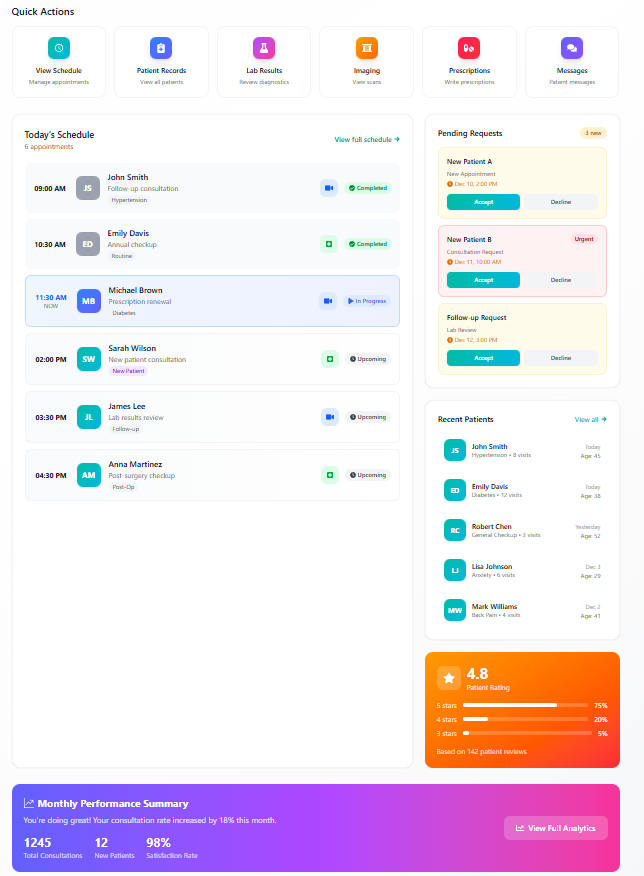 Quick Actions
View Schedule
Manage appointments
Patient Records
View all patients
Lab Results
Review diagnostics
Imaging
View scans
Prescriptions
Write prescriptions
Messages
Patient messages
Today's Schedule
6 appointments
View full schedule →
09:00 AM
JS
John Smith
Follow-up consultation
Hypertension
Completed
10:30 AM
ED
Emily Davis
Annual checkup
Routine
Completed
11:30 AM
NOW
MB
Michael Brown
Prescription renewal
Diabetes
In Progress
02:00 PM
SW
Sarah Wilson
New patient consultation
New Patient
Upcoming
03:30 PM
JL
James Lee
Lab results review
Follow-up
Upcoming
04:30 PM
AM
Anna Martinez
Post-surgery checkup
Post-Op
Upcoming
Pending Requests
3 new
New Patient A
New Appointment
Dec 10, 2:00 PM
Accept
Decline
New Patient B
Urgent
Consultation Request
Dec 11, 10:00 AM
Accept
Decline
Follow-up Request
Lab Review
Dec 12, 3:00 PM
Accept
Decline
Recent Patients
View all →
JS
John Smith
Hypertension • 8 visits
Today
Age: 45
ED
Emily Davis
Diabetes • 12 visits
Today
Age: 38
RC
Robert Chen
General Checkup • 3 visits
Yesterday
Age: 52
LJ
Lisa Johnson
Anxiety • 6 visits
Dec 3
Age: 29
MW
Mark Williams
Back Pain • 4 visits
Dec 2
Age: 41
4.8
Patient Rating
5 stars 75%
4 stars 20%
3 stars 5%
Based on 142 patient reviews
Monthly Performance Summary
You're doing great! Your consultation rate increased by 18% this month.
1245
Total Consultations
12
New Patients
98%
Satisfaction Rate
View Full Analytics